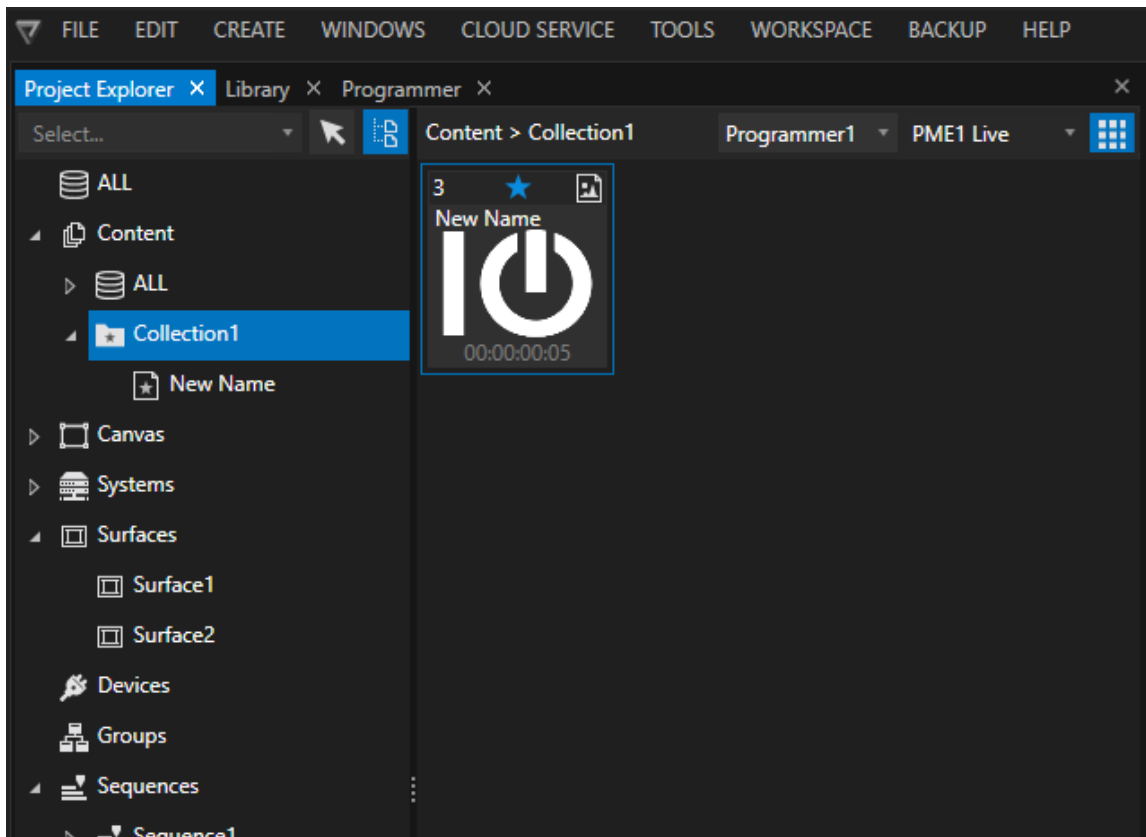 FILE EDIT CREATE WINDOWS CLOUD SERVICE TOOLS WORKSPACE BACKUP HELP
Project Explorer Library Programmer
Select...
Content > Collection1 Programmer1 PME1 Live
ALL
Content
ALL
Collection1
New Name
Canvas
Systems
Surfaces
Surface1
Surface2
Devices
Groups
Sequences
Sequence1
3
New Name
00:00:00:05